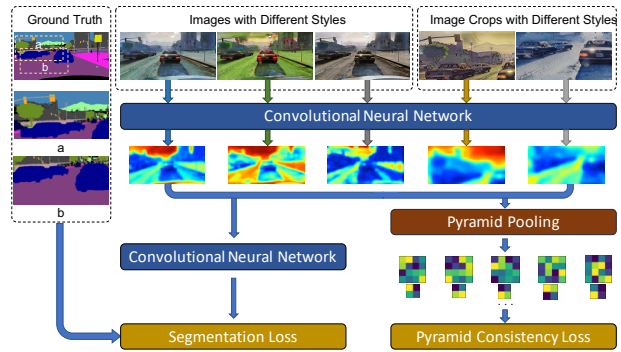 Ground Truth
Images with Different Styles
Image Crops with Different Styles
a
b
Convolutional Neural Network
a
b
Pyramid Pooling
Convolutional Neural Network
...
Segmentation Loss
Pyramid Consistency Loss